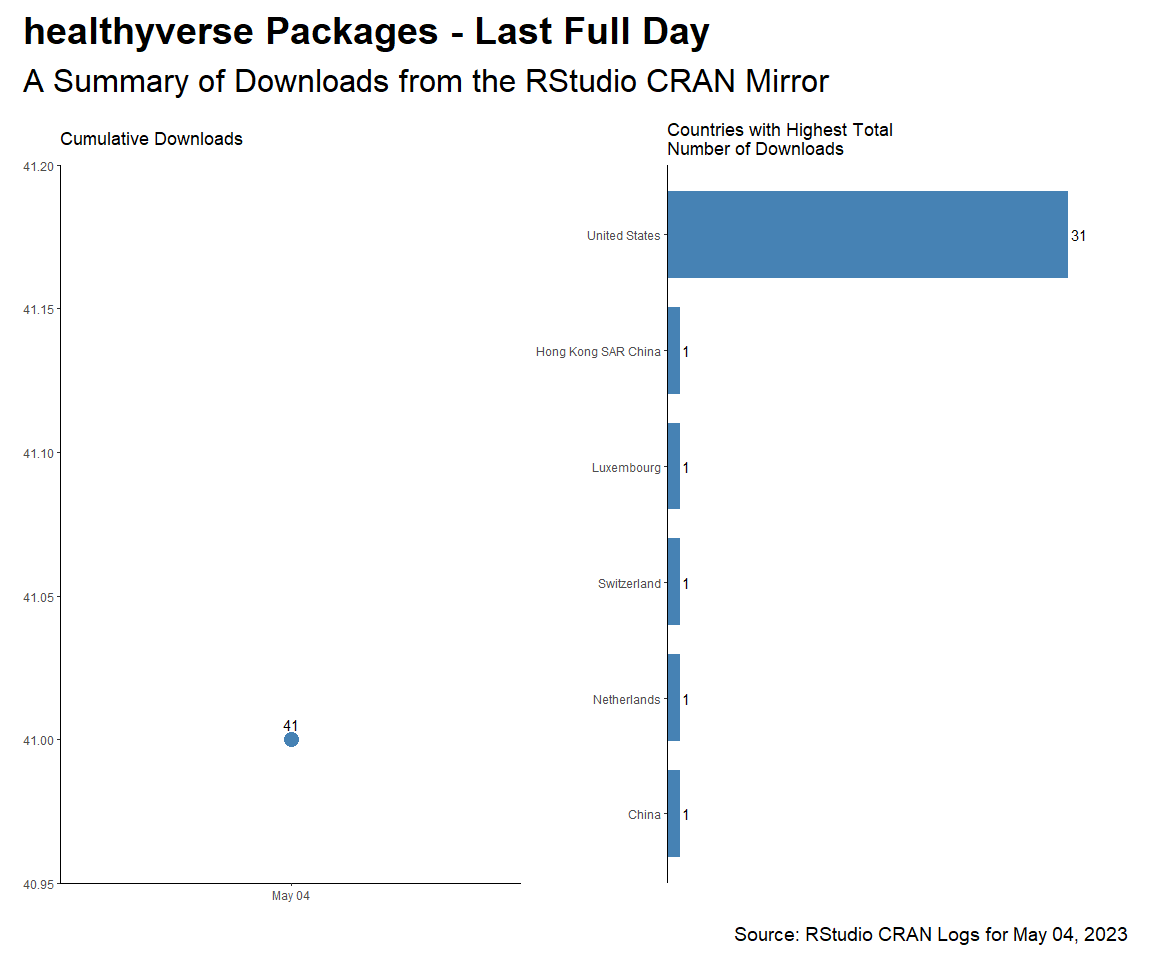 healthyverse Packages - Last Full Day
A Summary of Downloads from the RStudio CRAN Mirror
Cumulative Downloads
41.20
41.15
41.10
41.05
41.00
40.95
41
May 04
Countries with Highest Total
Number of Downloads
United States
31
Hong Kong SAR China
1
Luxembourg
1
Switzerland
1
Netherlands
1
China
1
Source: RStudio CRAN Logs for May 04, 2023